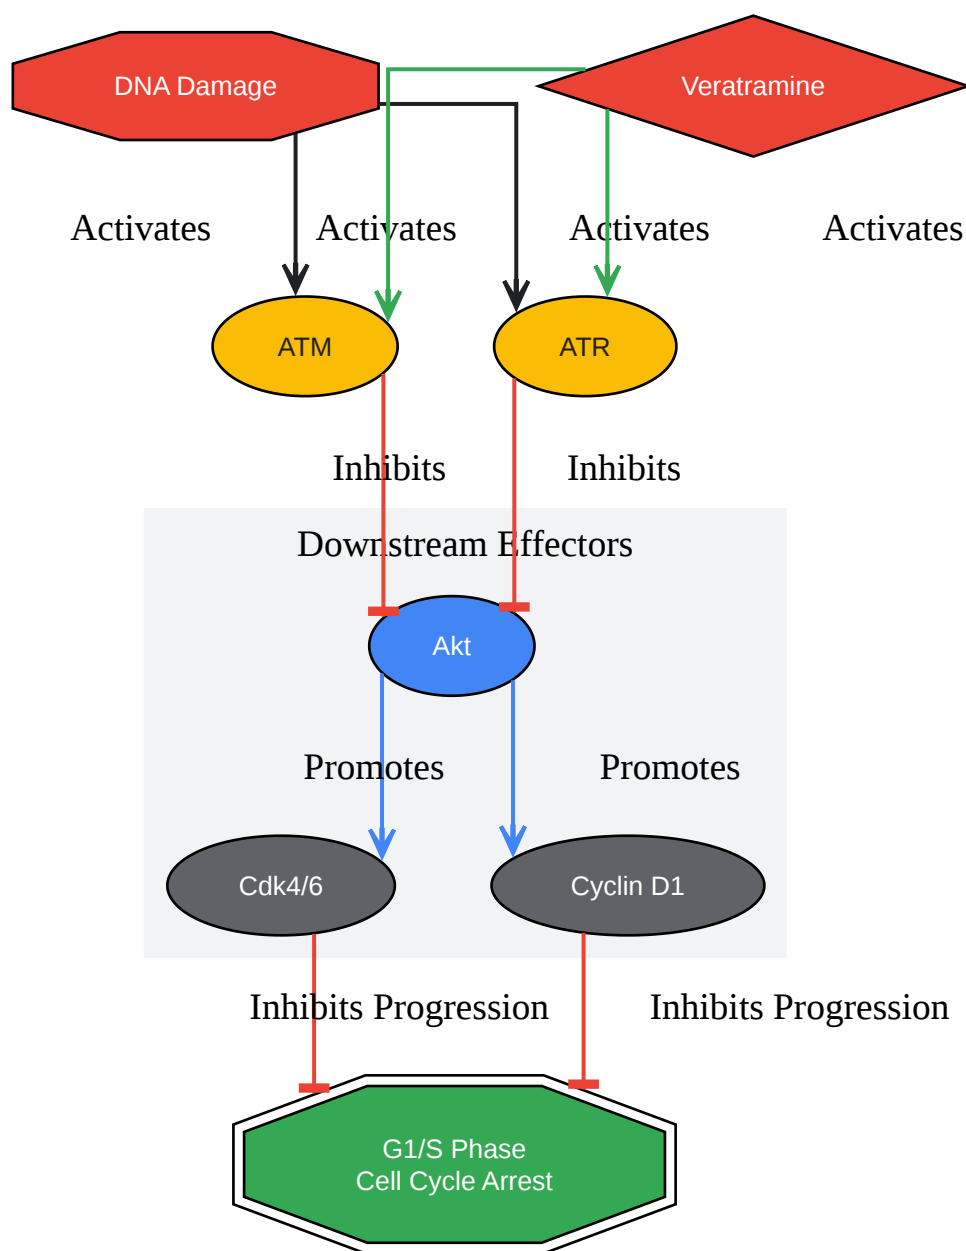 DNA Damage
Veratramine
Activates
Activates
Activates
Activates
ATM
ATR
Inhibits
Inhibits
Downstream Effectors
Akt
Promotes
Promotes
Cdk4/6
Cyclin D1
Inhibits Progression
Inhibits Progression
G1/S Phase
Cell Cycle Arrest